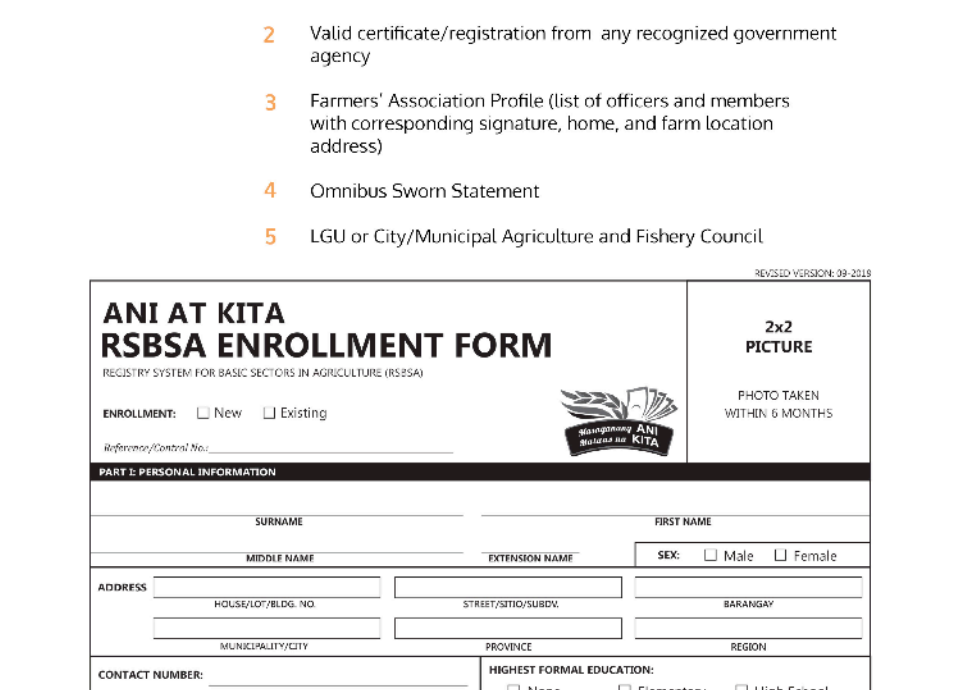 2 Valid certificate/registration from any recognized government
agency
3 Farmers' Association Profile (list of officers and members
with corresponding signature, home, and farm location
address)
4 Omnibus Sworn Statement
5 LGU or City/Municipal Agriculture and Fishery Council
REVISED VERSION: 09-2019
ANI AT KITA
RSBSA ENROLLMENT FORM
REGISTRY SYSTEM FOR BASIC SECTORS IN AGRICULTURE (RSBSA)
2x2
PICTURE
PHOTO TAKEN
WITHIN 6 MONTHS
ENROLLMENT: New Existing
Masaganang ANI
Mataas na KITA
Reference/Control No.:
PART I: PERSONAL INFORMATION
SURNAME FIRST NAME
MIDDLE NAME EXTENSION NAME SEX: Male Female
ADDRESS
HOUSE/LOT/BLDG. NO. STREET/SITIO/SUBDV. BARANGAY
MUNICIPALITY/CITY PROVINCE REGION
CONTACT NUMBER: HIGHEST FORMAL EDUCATION:
None Elementary High School